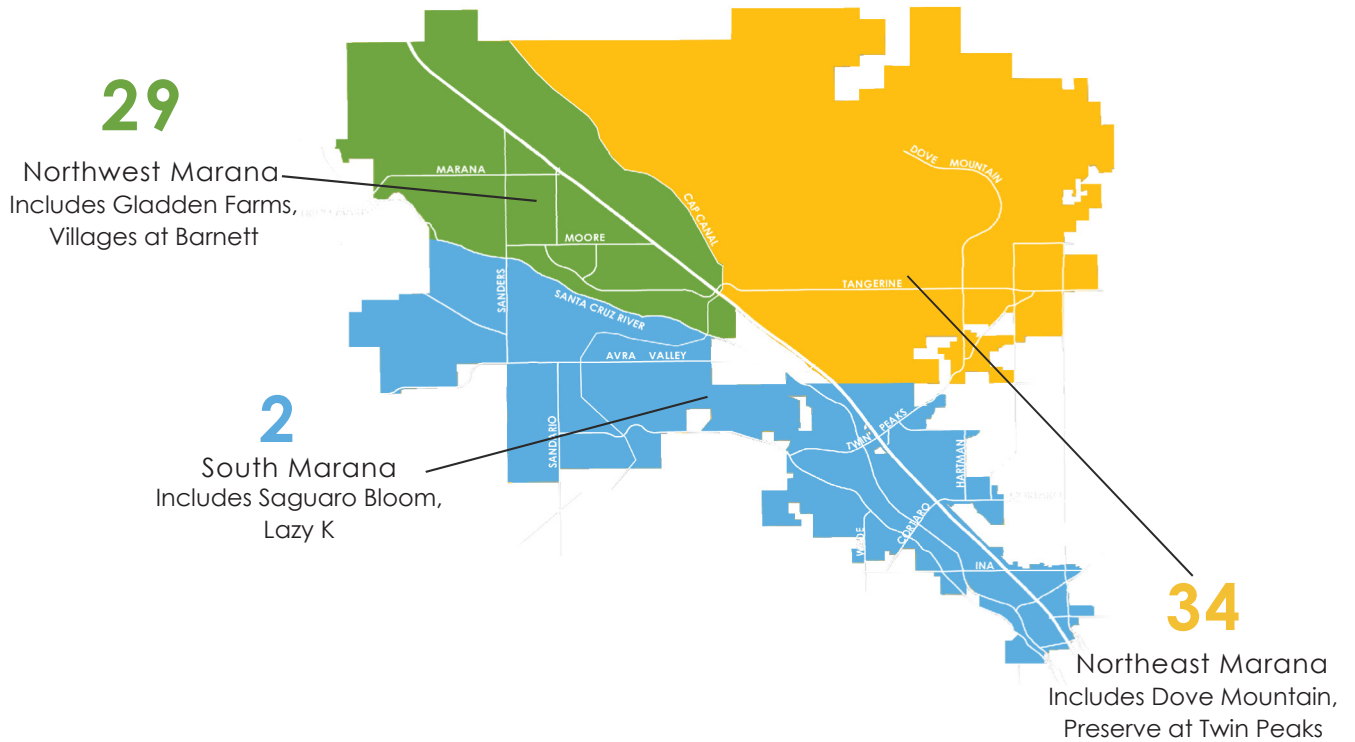 29
Northwest Marana
Includes Gladden Farms,
Villages at Barnett
2
South Marana
Includes Saguaro Bloom,
Lazy K
34
Northeast Marana
Includes Dove Mountain,
Preserve at Twin Peaks
MARANA
MOORE
SANDERS
SANTA CRUZ RIVER
CAP CANAL
DOVE MOUNTAIN
TANGERINE
AVRA VALLEY
SANDARIO
TWIN PEAKS
HARTMAN
CORTARO
WADE
INA